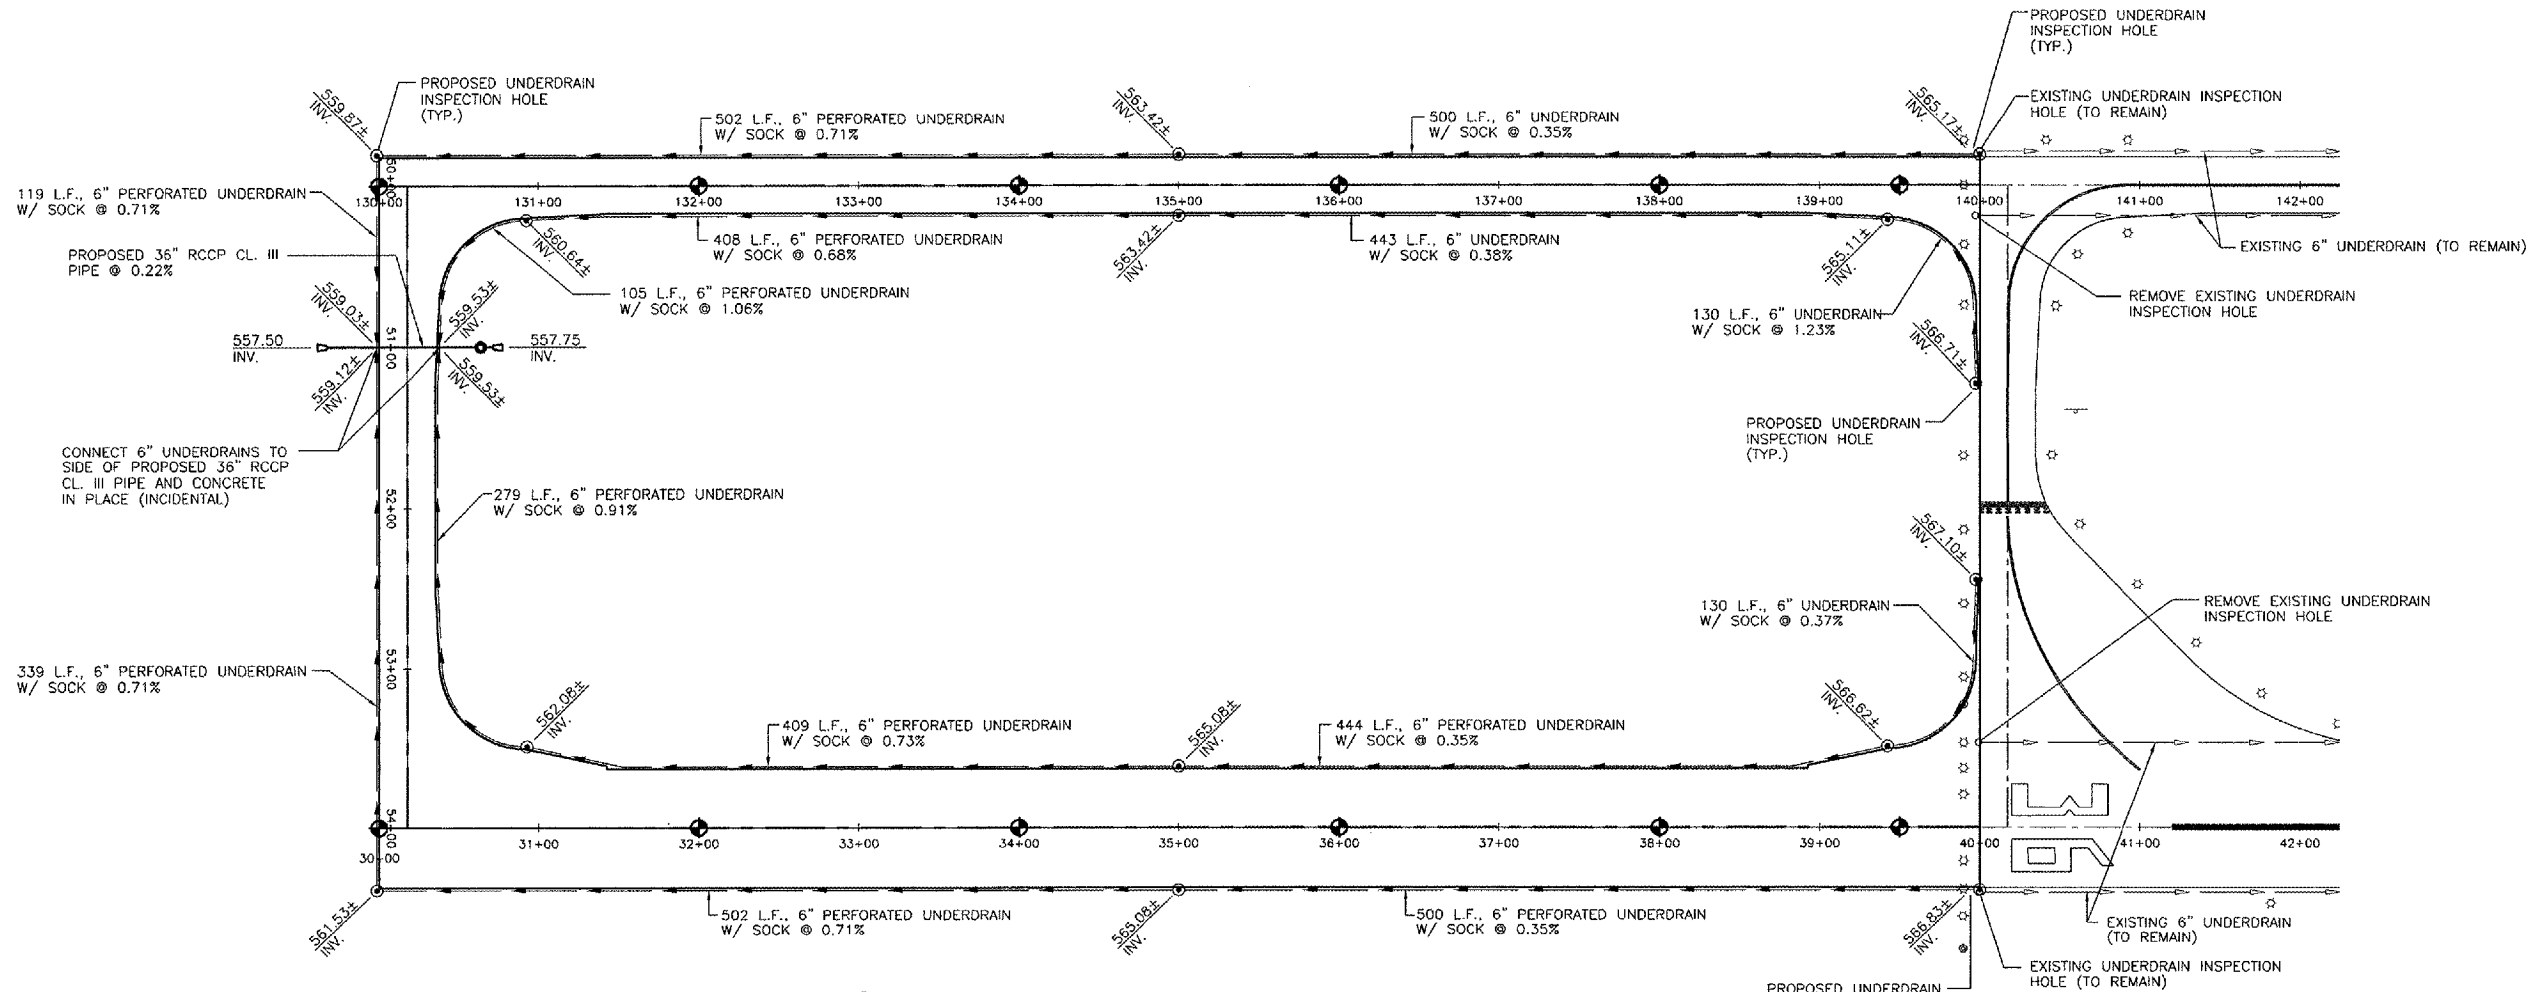 PROPOSED UNDERDRAIN
INSPECTION HOLE
(TYP.)
559.87±
INV.
PROPOSED UNDERDRAIN
INSPECTION HOLE
(TYP.)
502 L.F., 6" PERFORATED UNDERDRAIN
W/ SOCK @ 0.71%
563.42±
INV.
500 L.F., 6" UNDERDRAIN
W/ SOCK @ 0.35%
565.17±
INV.
EXISTING UNDERDRAIN INSPECTION
HOLE (TO REMAIN)
119 L.F., 6" PERFORATED UNDERDRAIN
W/ SOCK @ 0.71%
50+00
130+00
131+00
132+00
133+00
134+00
135+00
136+00
137+00
138+00
139+00
140+00
141+00
142+00
PROPOSED 36" RCCP CL. III
PIPE @ 0.22%
560.64±
INV.
408 L.F., 6" PERFORATED UNDERDRAIN
W/ SOCK @ 0.68%
563.42±
INV.
443 L.F., 6" UNDERDRAIN
W/ SOCK @ 0.38%
565.11±
INV.
EXISTING 6" UNDERDRAIN (TO REMAIN)
105 L.F., 6" PERFORATED UNDERDRAIN
W/ SOCK @ 1.06%
130 L.F., 6" UNDERDRAIN
W/ SOCK @ 1.23%
REMOVE EXISTING UNDERDRAIN
INSPECTION HOLE
559.03±
INV.
559.53±
INV.
557.50
INV.
51+00
557.75
INV.
559.12±
INV.
559.53±
INV.
566.71±
INV.
PROPOSED UNDERDRAIN
INSPECTION HOLE
(TYP.)
CONNECT 6" UNDERDRAINS TO
SIDE OF PROPOSED 36" RCCP
CL. III PIPE AND CONCRETE
IN PLACE (INCIDENTAL)
279 L.F., 6" PERFORATED UNDERDRAIN
W/ SOCK @ 0.91%
52+00
567.10±
INV.
130 L.F., 6" UNDERDRAIN
W/ SOCK @ 0.37%
REMOVE EXISTING UNDERDRAIN
INSPECTION HOLE
339 L.F., 6" PERFORATED UNDERDRAIN
W/ SOCK @ 0.71%
53+00
562.08±
INV.
409 L.F., 6" PERFORATED UNDERDRAIN
W/ SOCK @ 0.73%
565.08±
INV.
444 L.F., 6" PERFORATED UNDERDRAIN
W/ SOCK @ 0.35%
566.62±
INV.
54+00
30+00
31+00
32+00
33+00
34+00
35+00
36+00
37+00
38+00
39+00
40+00
41+00
42+00
561.53±
INV.
502 L.F., 6" PERFORATED UNDERDRAIN
W/ SOCK @ 0.71%
565.08±
INV.
500 L.F., 6" PERFORATED UNDERDRAIN
W/ SOCK @ 0.35%
566.83±
INV.
EXISTING 6" UNDERDRAIN
(TO REMAIN)
EXISTING UNDERDRAIN INSPECTION
HOLE (TO REMAIN)
PROPOSED UNDERDRAIN